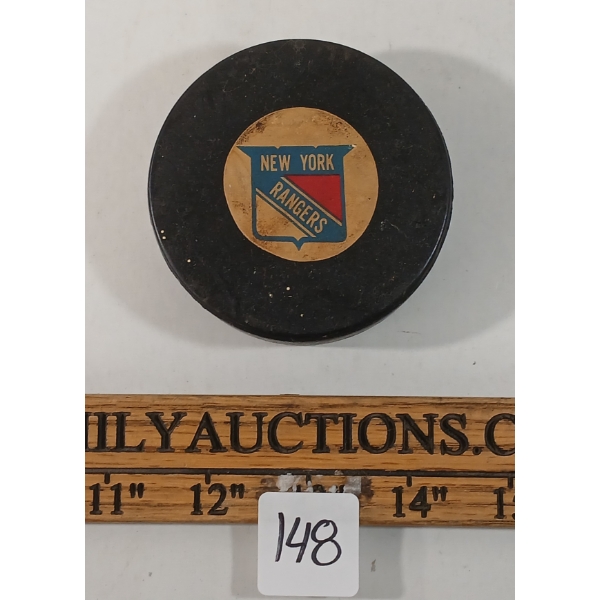 NEW YORK
RANGERS
ILYAUCTIONS.C
11" 12" 14"
148